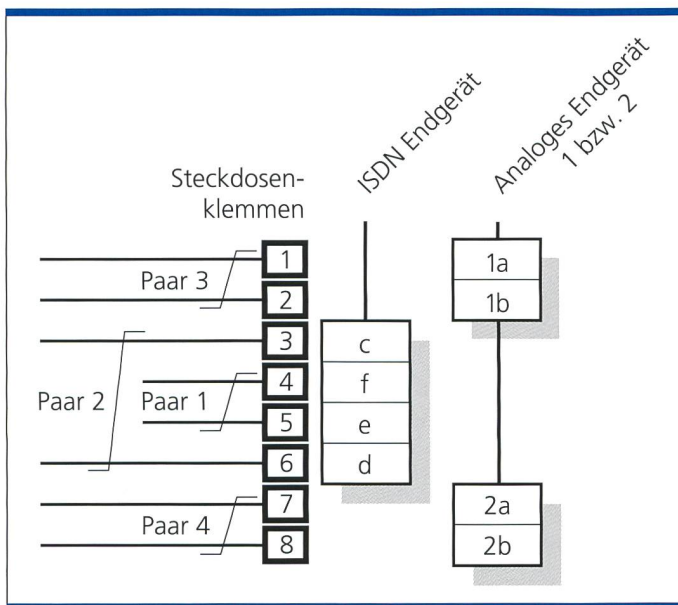 ISDN Endgerät
Analoges Endgerät
1 bzw. 2
Steckdosen-
klemmen
1
2
3
4
5
6
7
8
Paar 3
Paar 2
Paar 1
Paar 4
c
f
e
d
1a
1b
2a
2b